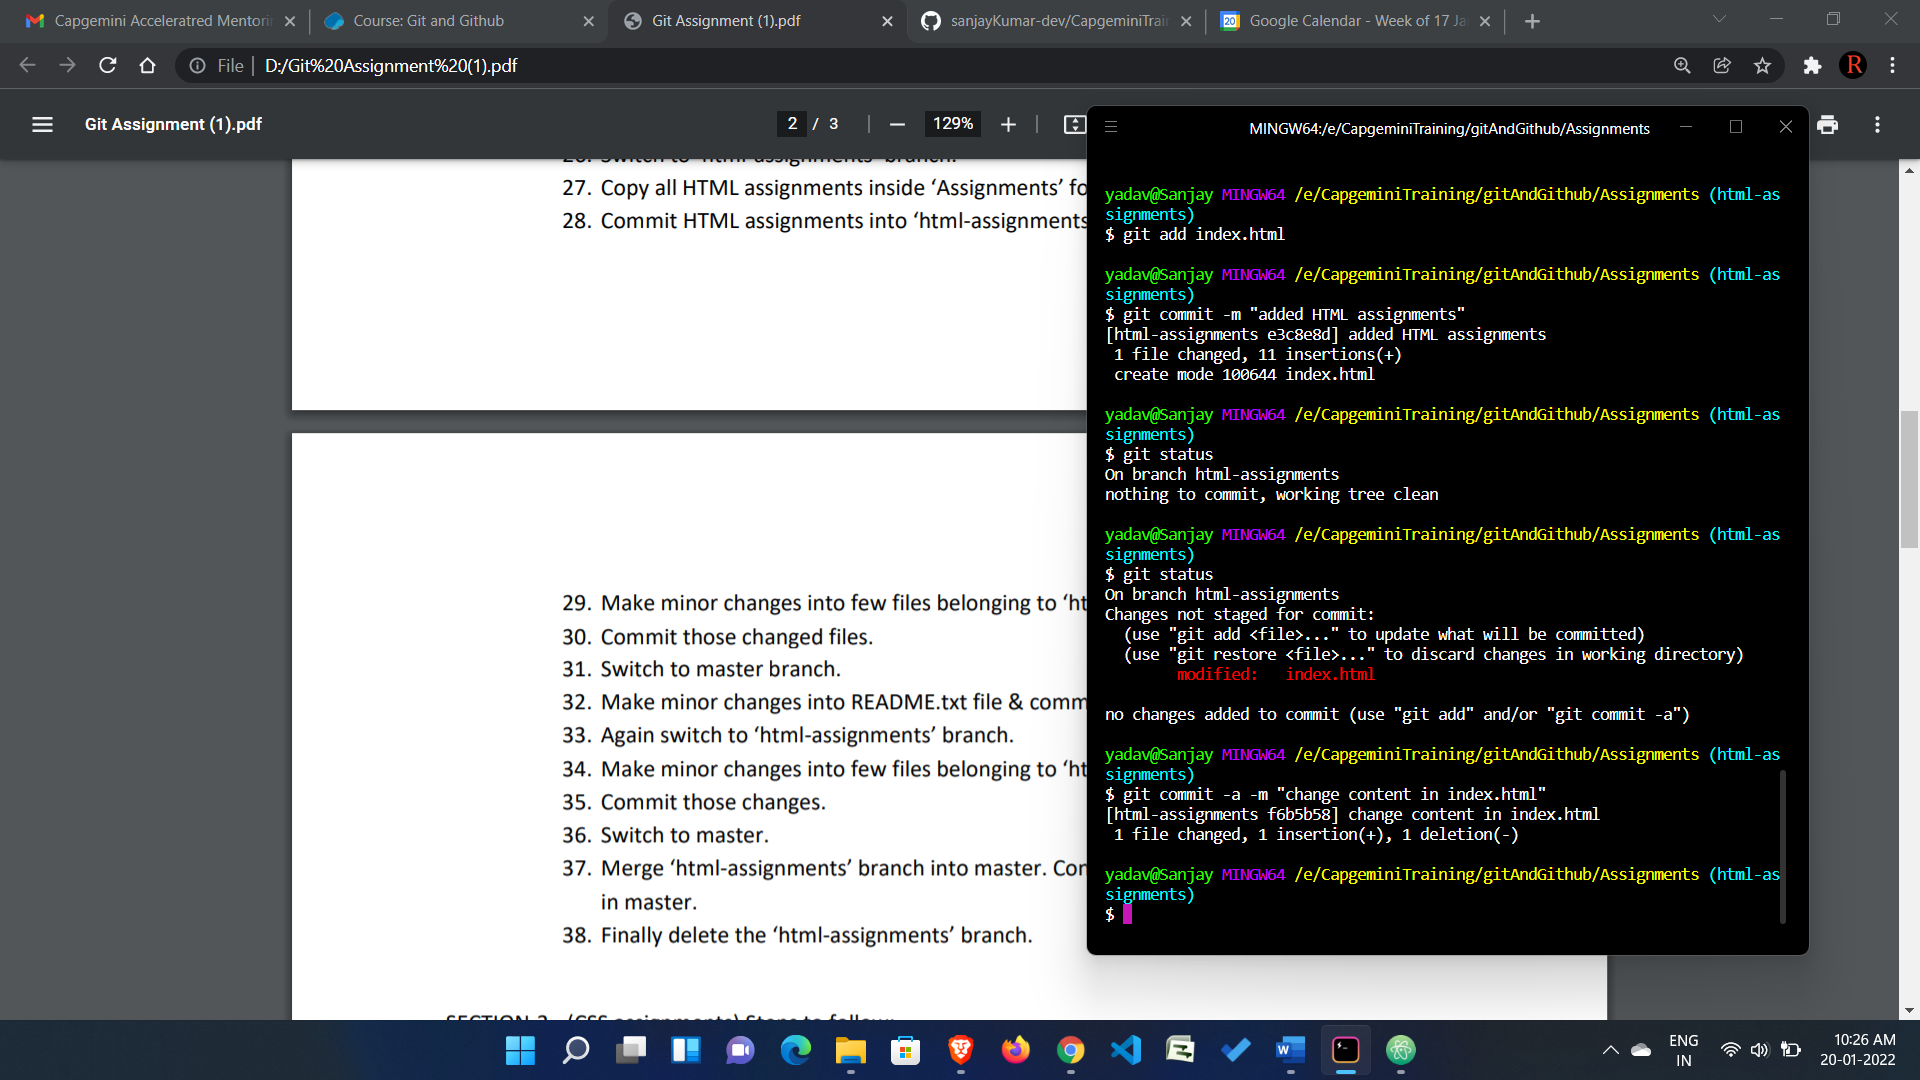 Capgemini Acceleratred Mentorin
Course: Git and Github
Git Assignment (1).pdf
sanjayKumar-dev/CapgeminiTrai
Google Calendar - Week of 17 Ja
File | D:/Git%20Assignment%20(1).pdf
R
Git Assignment (1).pdf
2 / 3
129%
MINGW64:/e/CapgeminiTraining/gitAndGithub/Assignments
26. Switch to 'html-assignments' branch.
27. Copy all HTML assignments inside ‘Assignments’ fo
28. Commit HTML assignments into ‘html-assignments
29. Make minor changes into few files belonging to ‘ht
30. Commit those changed files.
31. Switch to master branch.
32. Make minor changes into README.txt file & comm
33. Again switch to ‘html-assignments’ branch.
34. Make minor changes into few files belonging to ‘ht
35. Commit those changes.
36. Switch to master.
37. Merge ‘html-assignments’ branch into master. Con
in master.
38. Finally delete the ‘html-assignments’ branch.
(CSS assignments) Steps to follow:
yadav@Sanjay MINGW64 /e/CapgeminiTraining/gitAndGithub/Assignments (html-as
signments)
$ git add index.html
yadav@Sanjay MINGW64 /e/CapgeminiTraining/gitAndGithub/Assignments (html-as
signments)
$ git commit -m "added HTML assignments"
[html-assignments e3c8e8d] added HTML assignments
1 file changed, 11 insertions(+)
create mode 100644 index.html
yadav@Sanjay MINGW64 /e/CapgeminiTraining/gitAndGithub/Assignments (html-as
signments)
$ git status
On branch html-assignments
nothing to commit, working tree clean
yadav@Sanjay MINGW64 /e/CapgeminiTraining/gitAndGithub/Assignments (html-as
signments)
$ git status
On branch html-assignments
Changes not staged for commit:
(use "git add <file>..." to update what will be committed)
(use "git restore <file>..." to discard changes in working directory)
modified: index.html
no changes added to commit (use "git add" and/or "git commit -a")
yadav@Sanjay MINGW64 /e/CapgeminiTraining/gitAndGithub/Assignments (html-as
signments)
$ git commit -a -m "change content in index.html"
[html-assignments f6b5b58] change content in index.html
1 file changed, 1 insertion(+), 1 deletion(-)
yadav@Sanjay MINGW64 /e/CapgeminiTraining/gitAndGithub/Assignments (html-as
signments)
$
ENG
IN
10:26 AM
20-01-2022